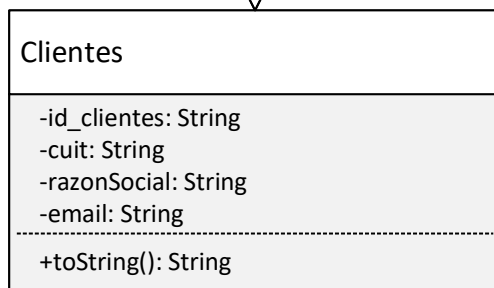 Clientes
-id_clientes: String
-cuit: String
-razonSocial: String
-email: String
+toString(): String